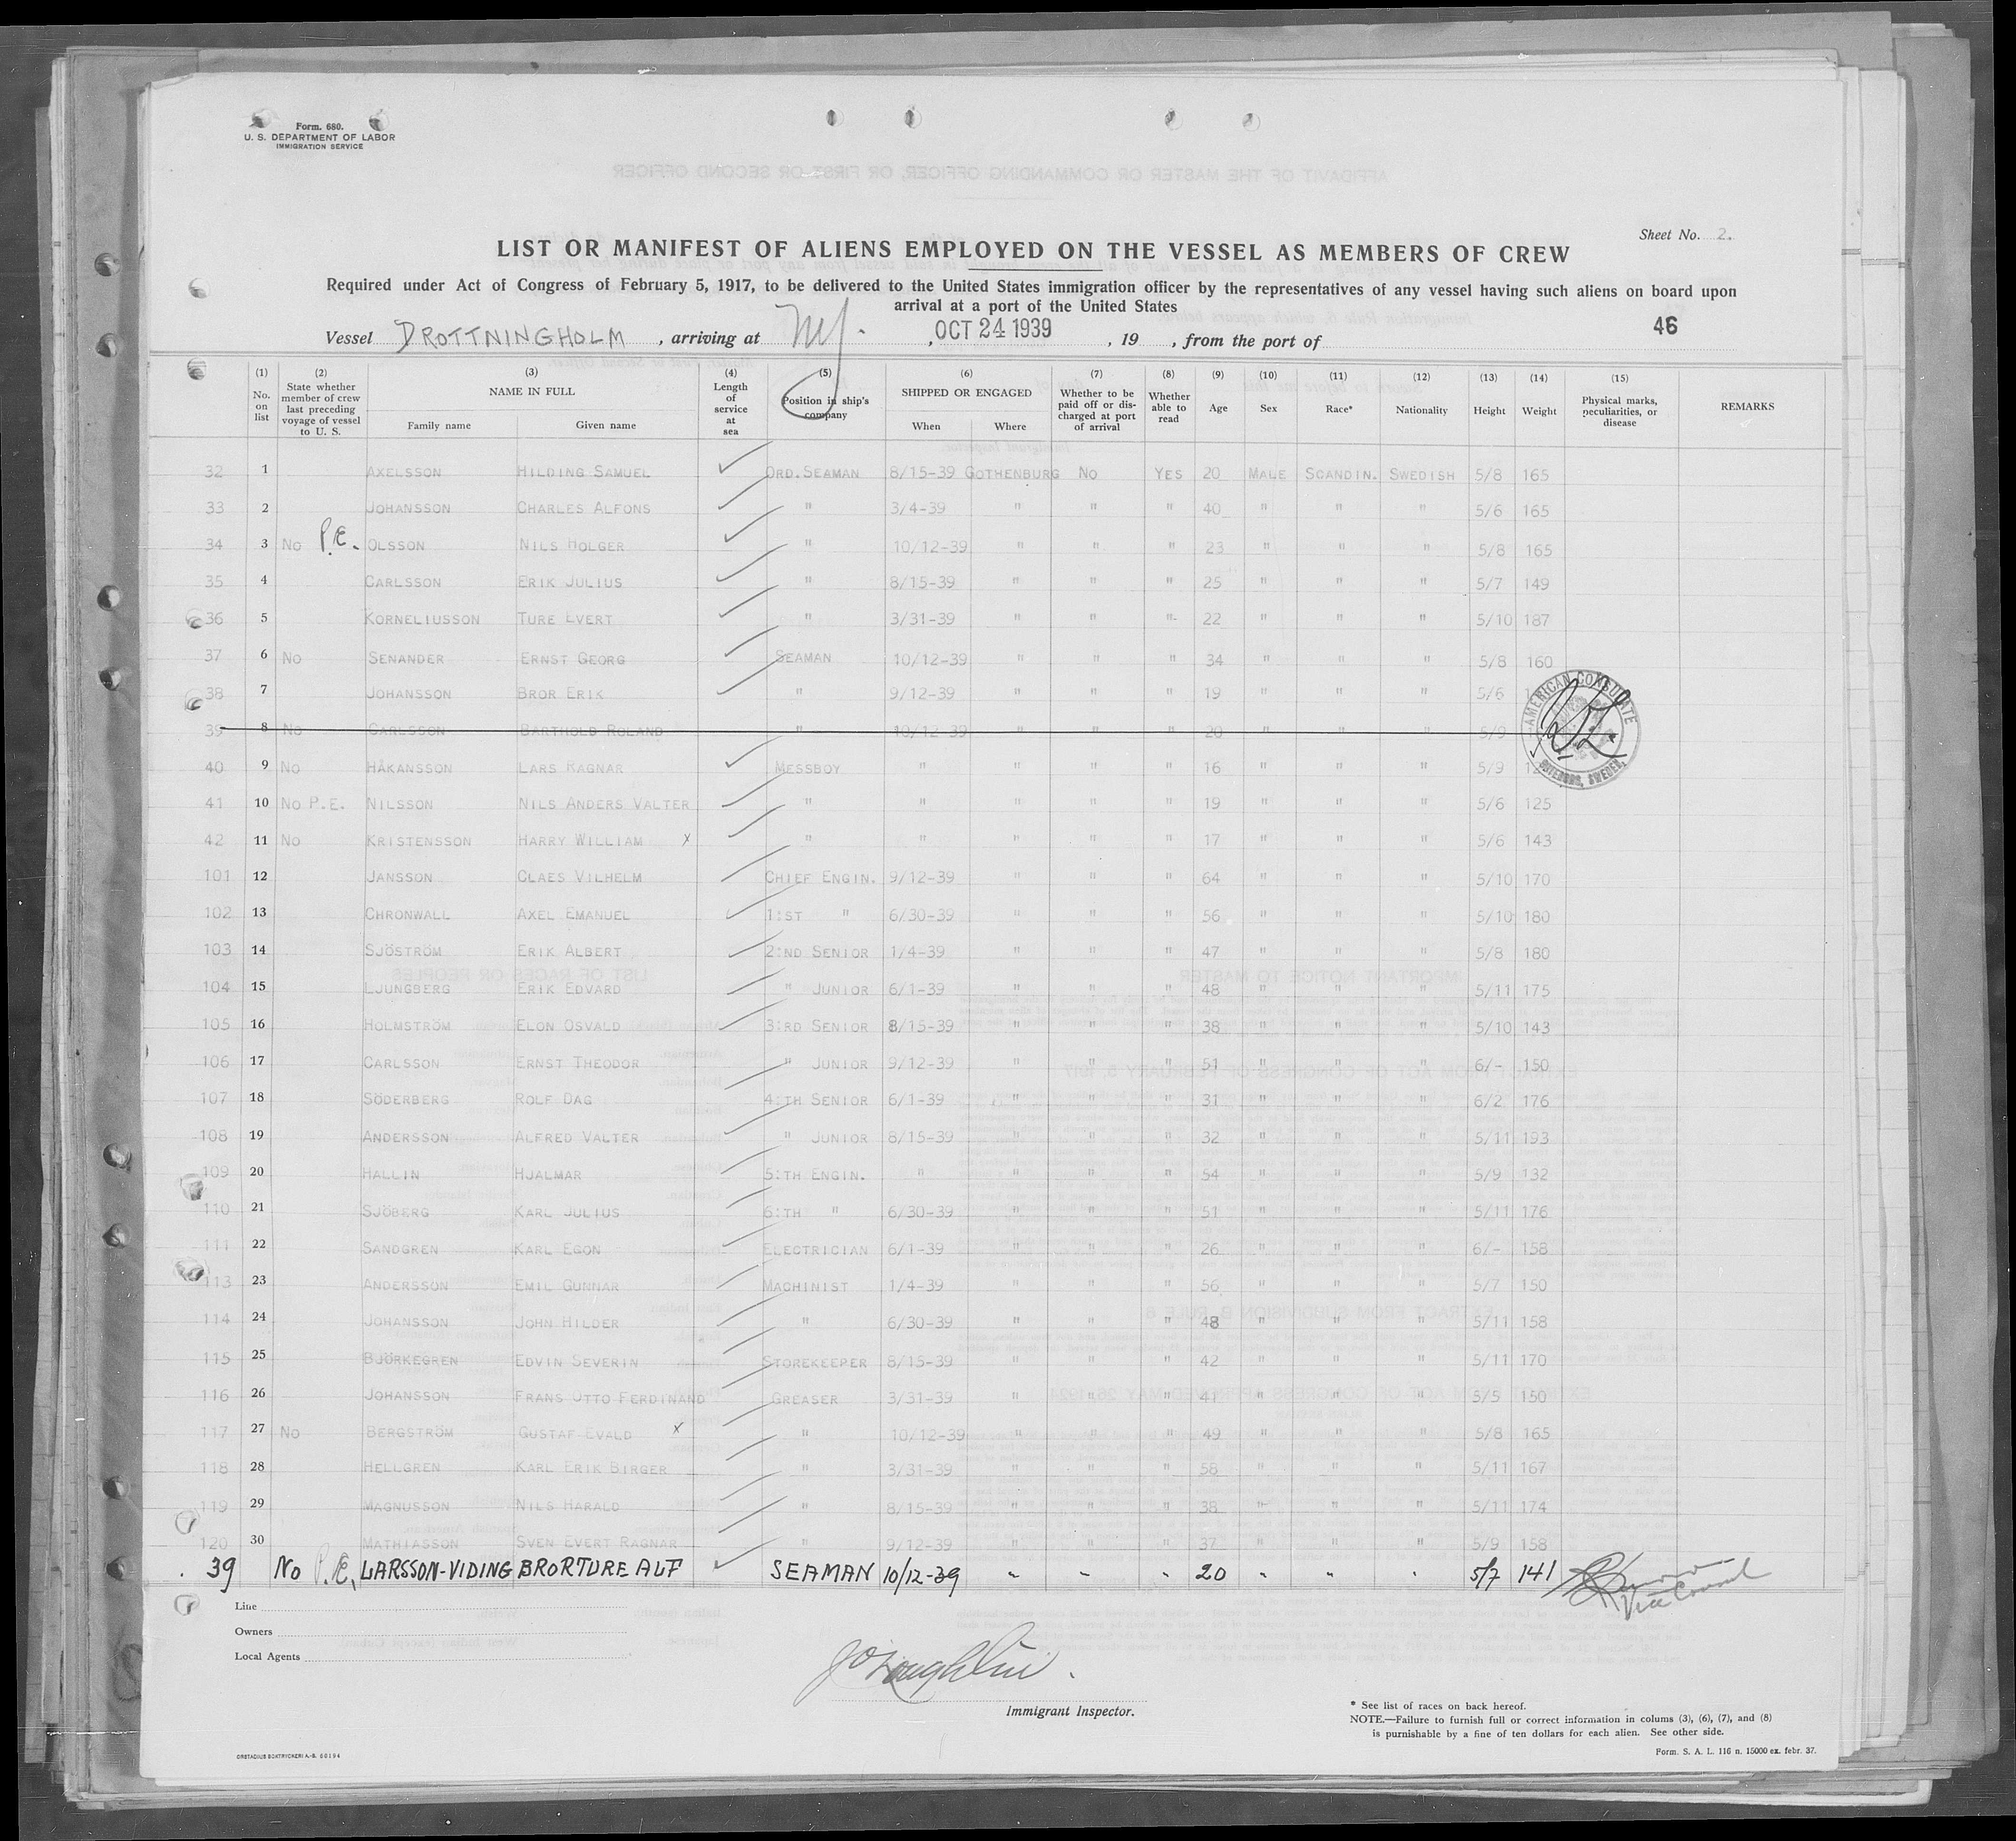 Form. 680.
U. S. DEPARTMENT OF LABOR
IMMIGRATION SERVICE
Sheet No. 2.
LIST OR MANIFEST OF ALIENS EMPLOYED ON THE VESSEL AS MEMBERS OF CREW
Required under Act of Congress of February 5, 1917, to be delivered to the United States immigration officer by the representatives of any vessel having such aliens on board upon
arrival at a port of the United States
46
Vessel DROTTNINGHOLM , arriving at NY. , OCT 24 1939 , 19 , from the port of
(1) No. on list (2) State whether member of crew last preceding voyage of vessel to U. S. (3) NAME IN FULL Family name Given name (4) Length of service at sea (5) Position in ship's company (6) SHIPPED OR ENGAGED When Where (7) Whether to be paid off or discharged at port of arrival (8) Whether able to read (9) Age (10) Sex (11) Race* (12) Nationality (13) Height (14) Weight (15) Physical marks, peculiarities, or disease REMARKS
32 1 AXELSSON HILDING SAMUEL ORD.SEAMAN 8/15-39 GOTHENBURG NO YES 20 MALE SCANDIN. SWEDISH 5/8 165
33 2 JOHANSSON CHARLES ALFONS " 3/4-39 " " " 40 " " " 5/6 165
34 3 NO P.E. OLSSON NILS HOLGER " 10/12-39 " " " 23 " " " 5/8 165
35 4 CARLSSON ERIK JULIUS " 8/15-39 " " " 25 " " " 5/7 149
36 5 KORNELIUSSON TURE EVERT " 3/31-39 " " " 22 " " " 5/10 187
37 6 NO SENANDER ERNST GEORG SEAMAN 10/12-39 " " " 34 " " " 5/8 160
38 7 JOHANSSON BROR ERIK " 9/12-39 " " " 19 " " " 5/6
39 8 NO CARLSSON BARTHOLD ROLAND " 10/12-39 " " " 20 " " " 5/9
AMERICAN CONSULATE
GOTEBORG, SWEDEN.
40 9 NO HÅKANSSON LARS RAGNAR MESSBOY " " " " 16 " " " 5/9
41 10 NO P.E. NILSSON NILS ANDERS VALTER " " " " " 19 " " " 5/6 125
42 11 NO KRISTENSSON HARRY WILLIAM X " " " " " 17 " " " 5/6 143
101 12 JANSSON CLAES VILHELM CHIEF ENGIN. 9/12-39 " " " 64 " " " 5/10 170
102 13 CHRONWALL AXEL EMANUEL 1:ST " 6/30-39 " " " 56 " " " 5/10 180
103 14 SJÖSTRÖM ERIK ALBERT 2:ND SENIOR 1/4-39 " " " 47 " " " 5/8 180
104 15 LJUNGBERG ERIK EDVARD " JUNIOR 6/1-39 " " " 48 " " " 5/11 175
105 16 HOLMSTRÖM ELON OSVALD 3:RD SENIOR 8/15-39 " " " 38 " " " 5/10 143
106 17 CARLSSON ERNST THEODOR " JUNIOR 9/12-39 " " " 51 " " " 6/- 150
107 18 SÖDERBERG ROLF DAG 4:TH SENIOR 6/1-39 " " " 31 " " " 6/2 176
108 19 ANDERSSON ALFRED VALTER " JUNIOR 8/15-39 " " " 32 " " " 5/11 193
109 20 HALLIN HJALMAR 5:TH ENGIN. " " " " 54 " " " 5/9 132
110 21 SJÖBERG KARL JULIUS 6:TH " 6/30-39 " " " 51 " " " 5/11 176
111 22 SANDGREN KARL EGON ELECTRICIAN 6/1-39 " " " 26 " " " 6/- 158
113 23 ANDERSSON EMIL GUNNAR MACHINIST 1/4-39 " " " 56 " " " 5/7 150
114 24 JOHANSSON JOHN HILDER " 6/30-39 " " " 48 " " " 5/11 158
115 25 BJÖRKEGREN EDVIN SEVERIN STOREKEEPER 8/15-39 " " " 42 " " " 5/11 170
116 26 JOHANSSON FRANS OTTO FERDINAND GREASER 3/31-39 " " " 41 " " " 5/5 150
117 27 NO BERGSTRÖM GUSTAF EVALD X " 10/12-39 " " " 49 " " " 5/8 165
118 28 HELLGREN KARL ERIK BIRGER " 3/31-39 " " " 58 " " " 5/11 167
119 29 MAGNUSSON NILS HARALD " 8/15-39 " " " 38 " " " 5/11 174
120 30 MATHIASSON SVEN EVERT RAGNAR " 9/12-39 " " " 37 " " " 5/9 158
39 NO P.E. LARSSON-VIDING BROR TURE ALF SEAMAN 10/12-39 " " " 20 " " " 5/7 141
Vice Consul
Line
Owners
Local Agents
Immigrant Inspector.
* See list of races on back hereof.
NOTE.—Failure to furnish full or correct information in colums (3), (6), (7), and (8)
is punishable by a fine of ten dollars for each alien. See other side.
ORSTADIUS BOKTRYCKERI A.-B. 60194
Form. S. A. L. 116 n. 15000 ex. febr. 37.